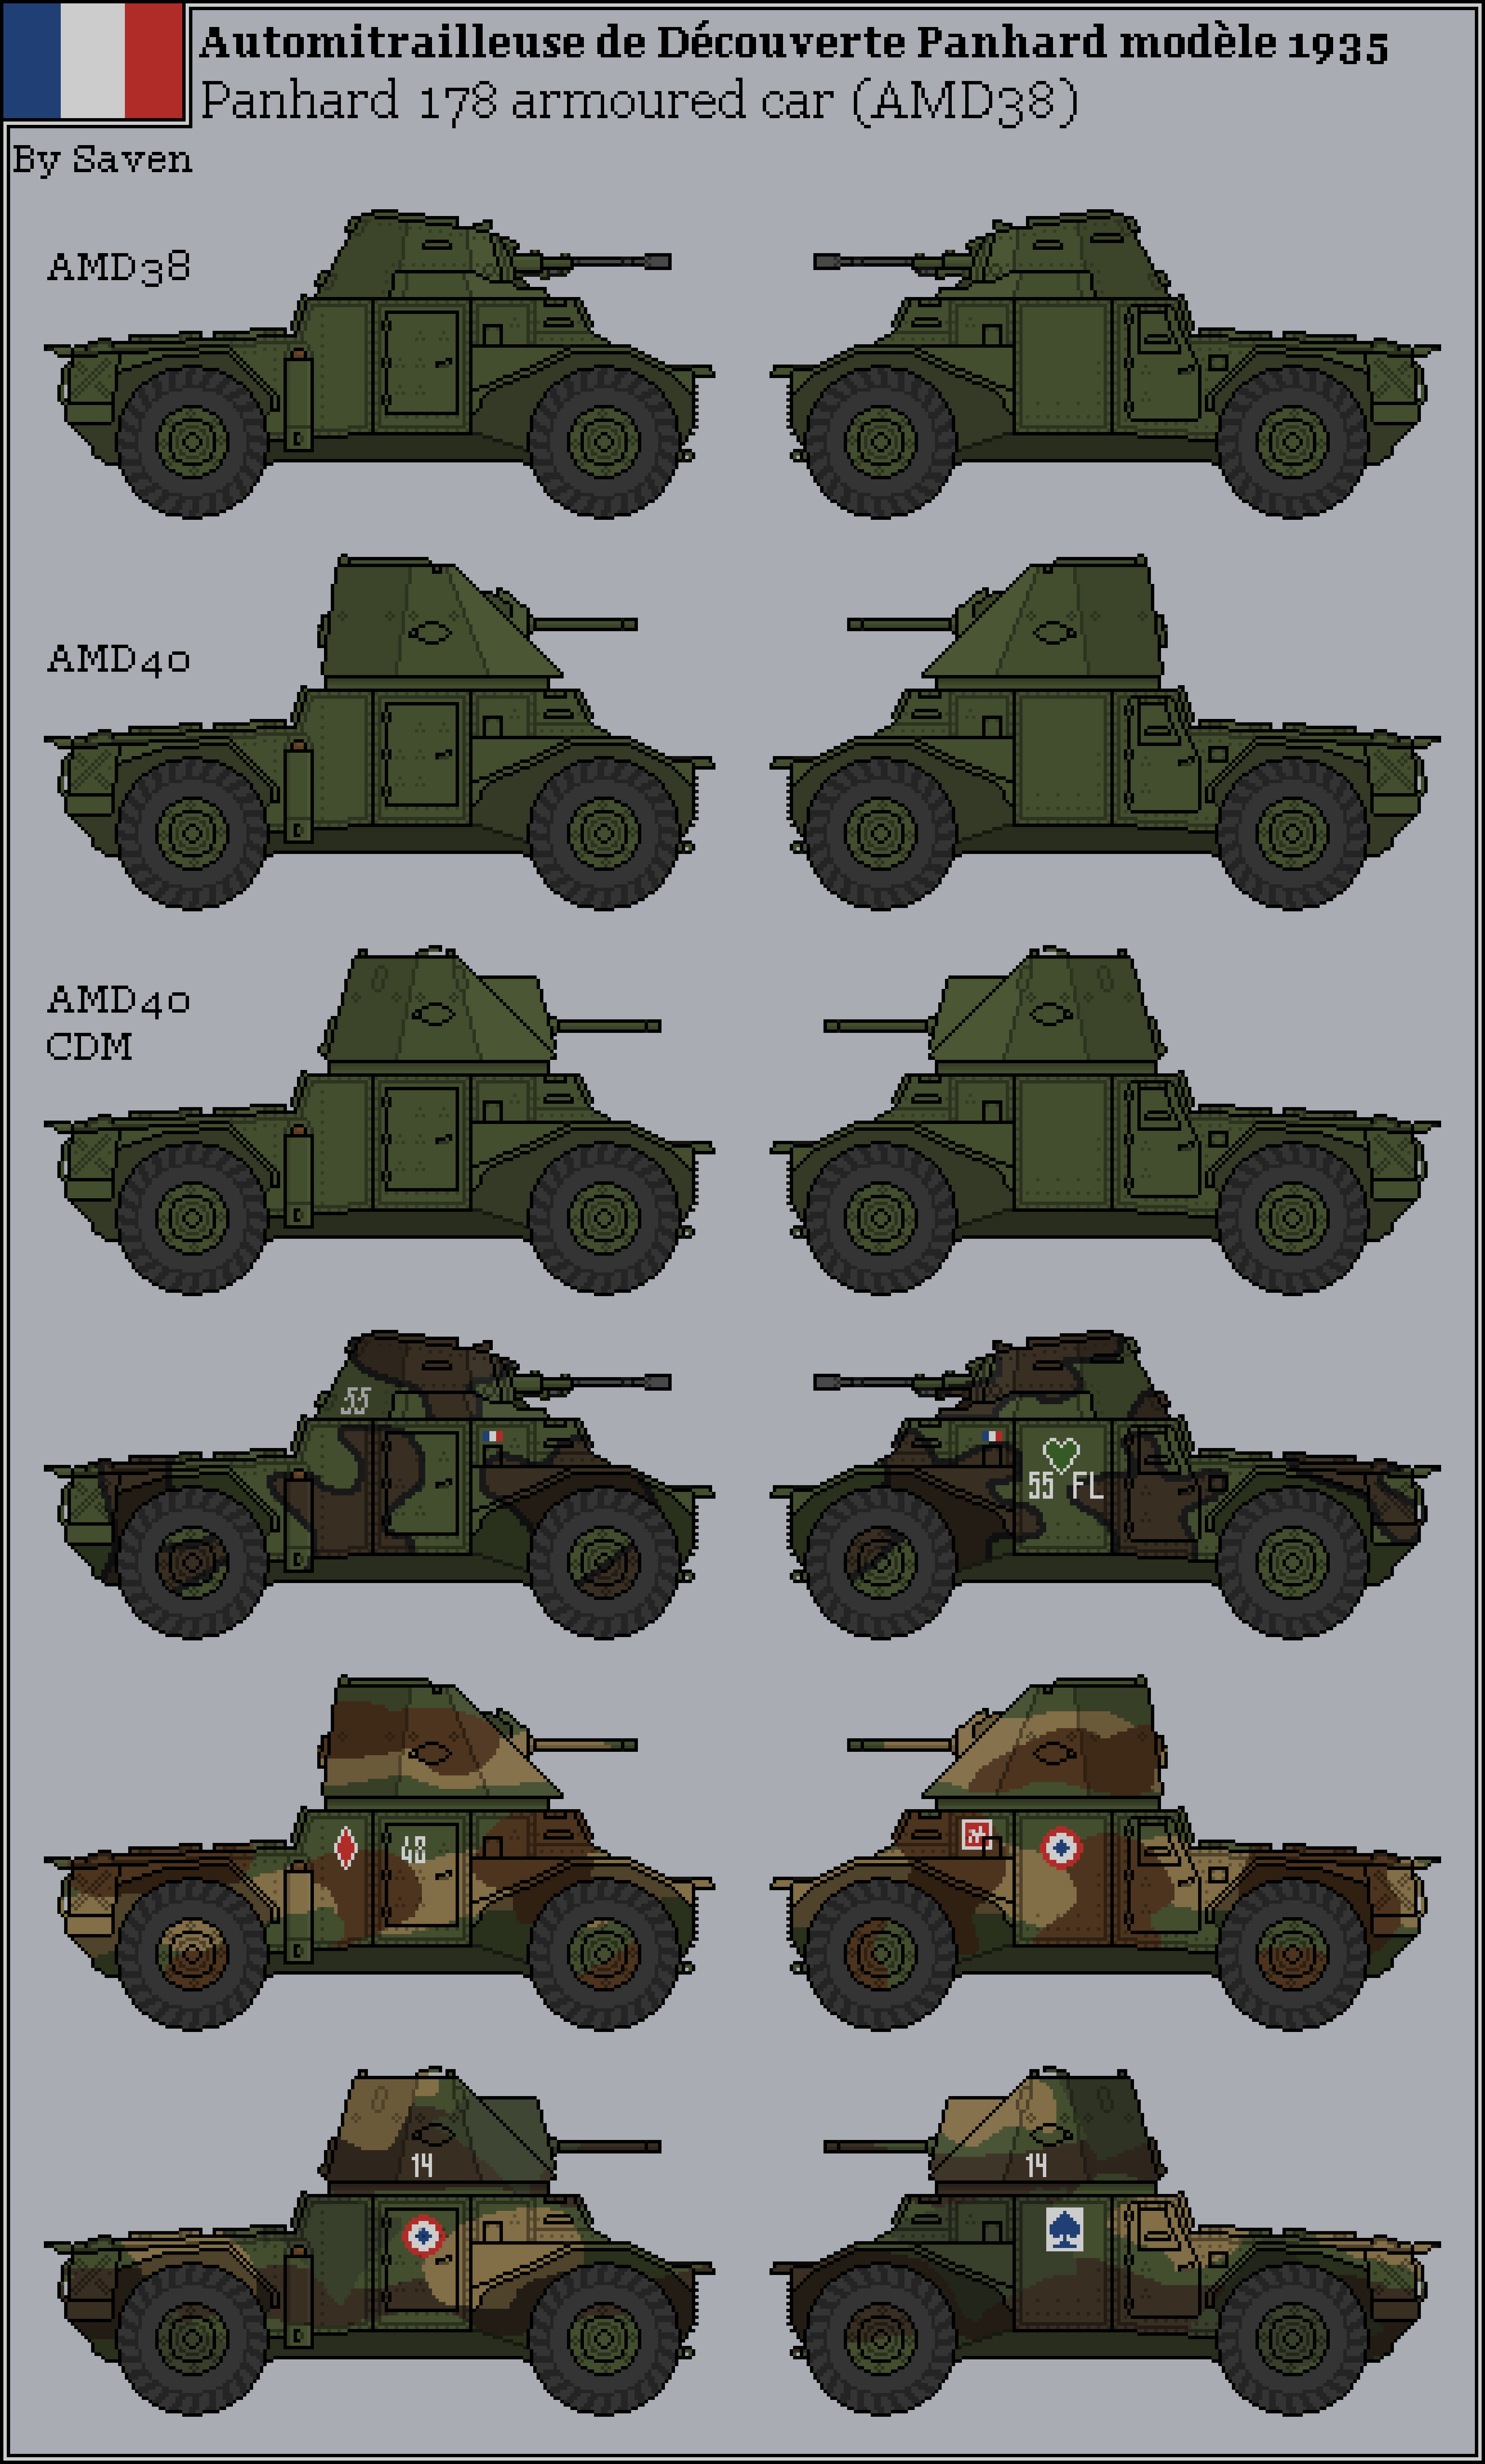 Automitrailleuse de Découverte Panhard modèle 1935
Panhard 178 armoured car (AMD38)
By Saven
AMD38
AMD40
AMD40
CDM
55
55 FL
48
14
14